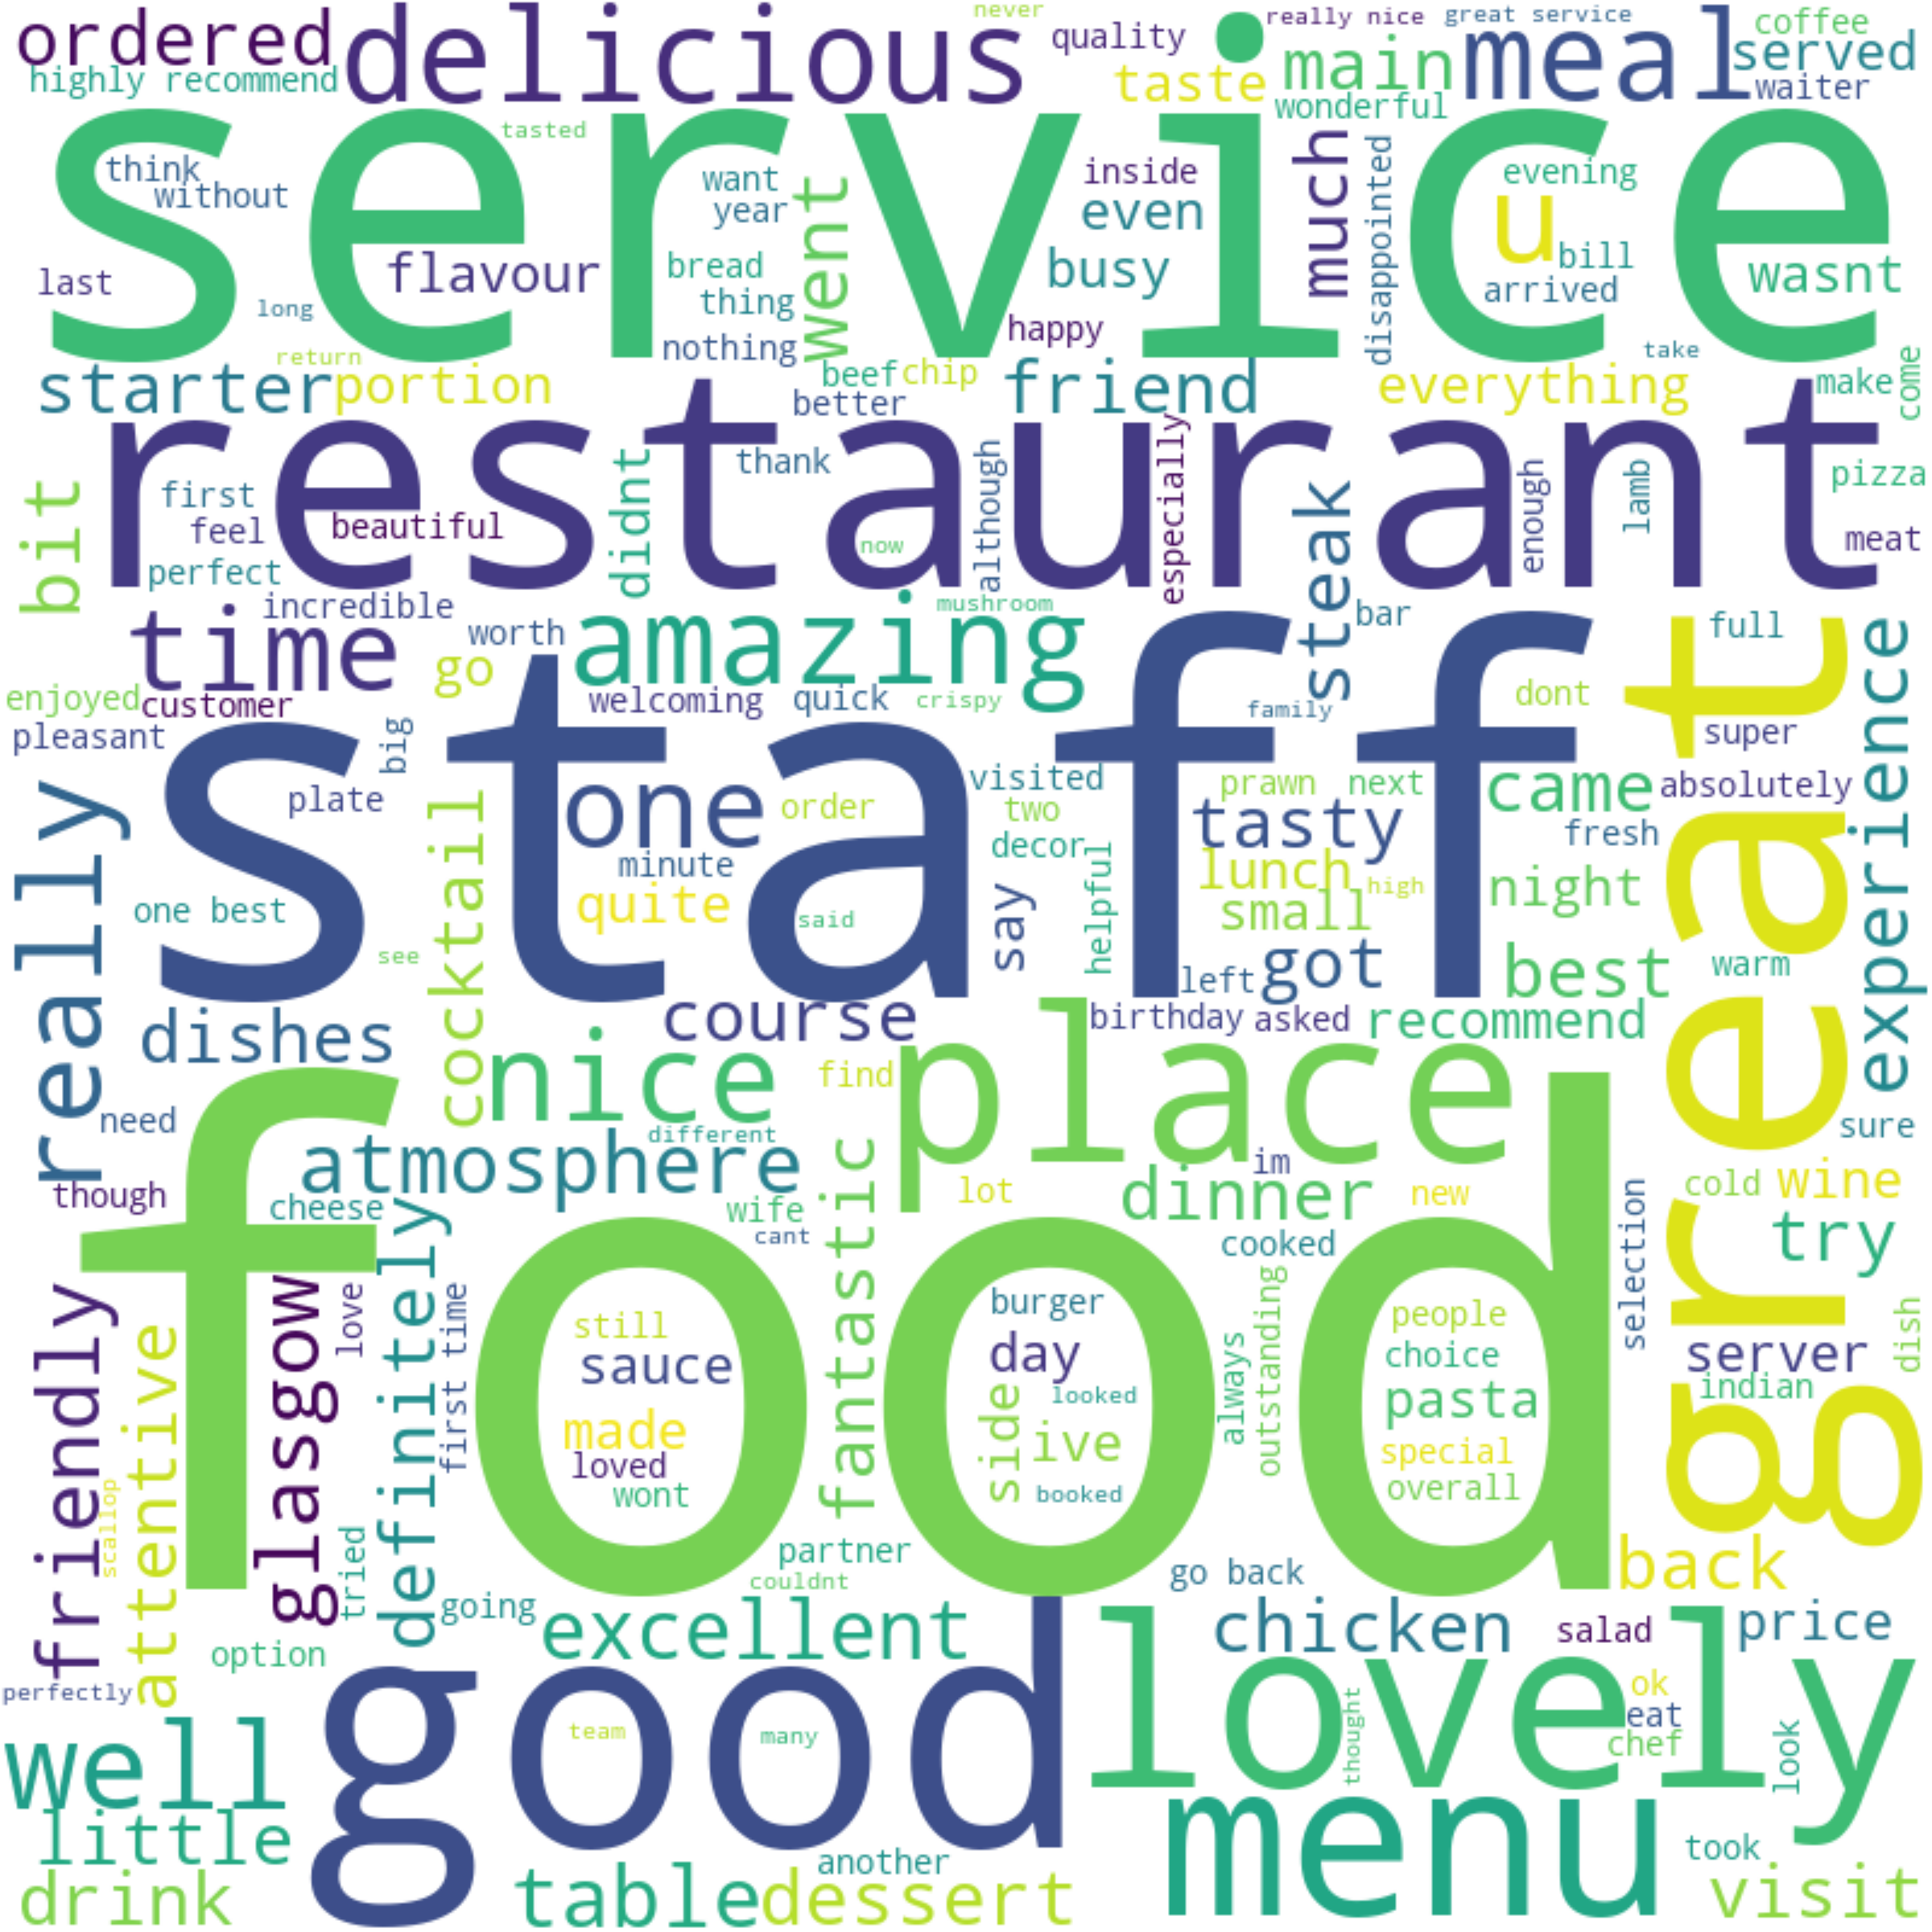 never
ordered
delicious
quality
really nice
great service
coffee
highly recommend
taste
main
meal
served
waiter
wonderful
service
tasted
think
without
want
year
went
inside
even
much
disappointed
evening
u
bill
last
flavour
bread
thing
busy
arrived
wasnt
long
nothing
happy
return
starter
portion
beef
chip
friend
everything
take
make
come
better
restaurant
bit
first
feel
beautiful
perfect
didnt
thank
now
although
especially
steak
enough
lamb
pizza
meat
time
incredible
worth
go
amazing
mushroom
bar
full
great
experience
enjoyed
customer
welcoming
quick
crispy
family
dont
super
pleasant
big
staff
really
plate
cocktail
one
order
minute
quite
visited
two
decor
prawn
next
tasty
came
absolutely
fresh
lunch
high
small
night
one best
said
say
helpful
see
left
got
best
warm
dishes
course
birthday
asked
recommend
nice
find
place
need
different
sure
food
atmosphere
im
though
cheese
wife
cant
fantastic
lot
dinner
new
cold
wine
cooked
selection
try
friendly
attentive
glasgow
love
definitely
first time
still
sauce
made
loved
wont
burger
day
looked
side
ive
booked
always
outstanding
people
choice
pasta
special
overall
server
indian
dish
scallop
tried
partner
couldnt
go back
back
going
excellent
chicken
salad
price
option
perfectly
good
lovely
ok
eat
chef
look
thought
team
many
well
little
menu
another
took
drink
table
dessert
visit